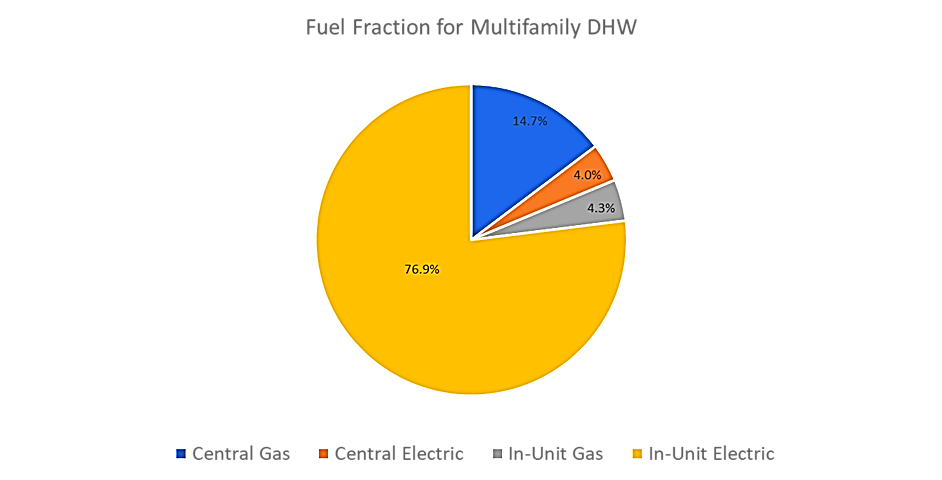 Fuel Fraction for Multifamily DHW
14.7%
4.0%
4.3%
76.9%
Central Gas Central Electric In-Unit Gas In-Unit Electric